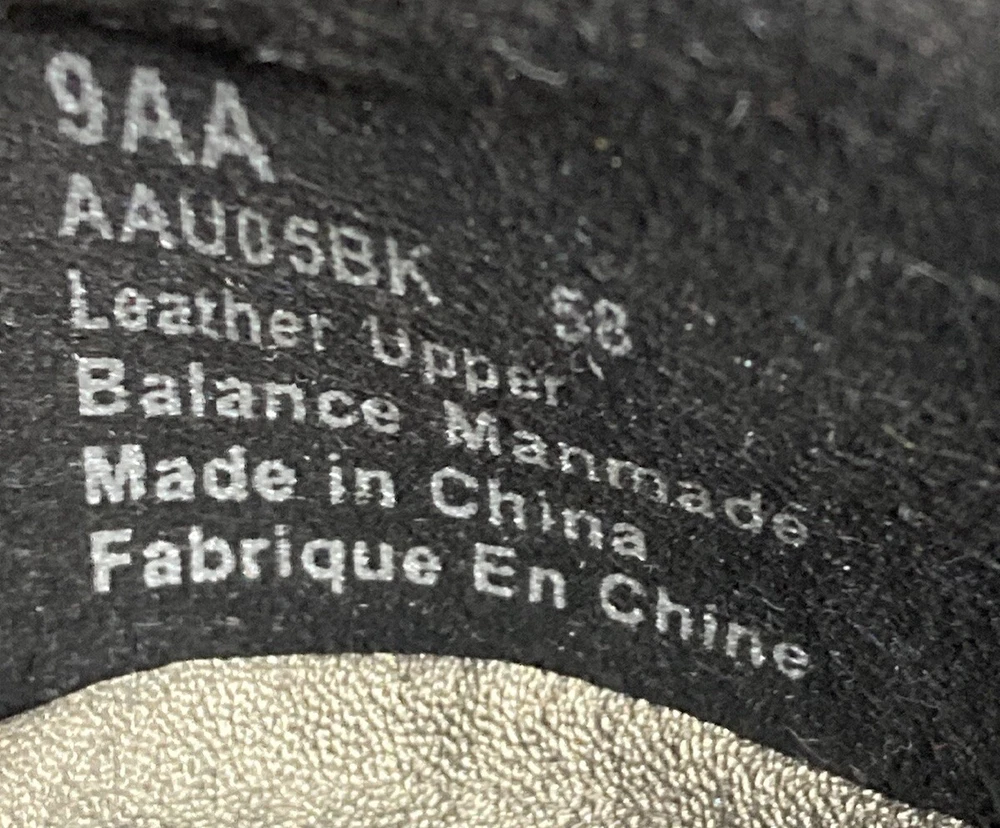 9AA
AAU05BK 58
Leather Upper
Balance Manmade
Made in China
Fabrique En Chine